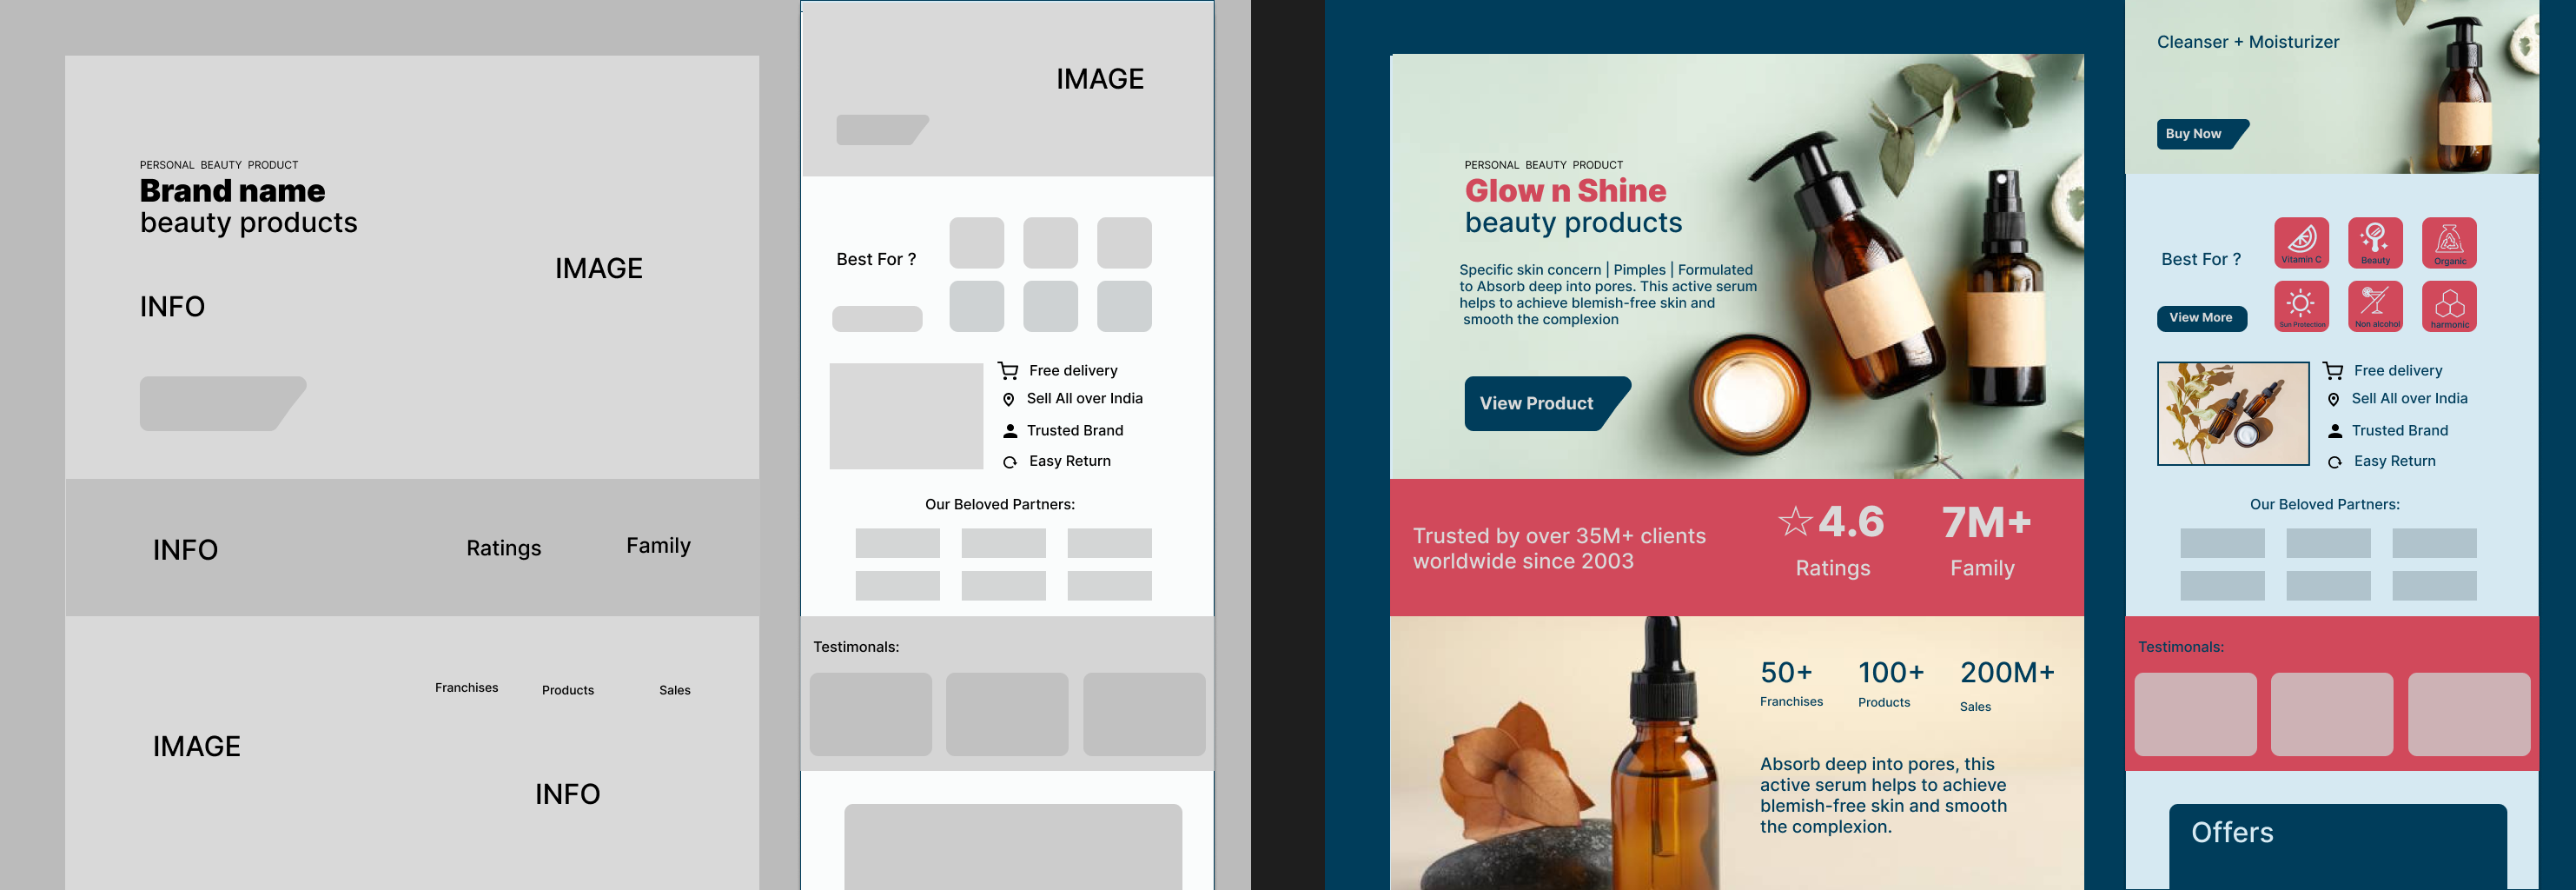 PERSONAL BEAUTY PRODUCT
Brand name
beauty products
IMAGE
INFO
INFO
Ratings
Family
Franchises
Products
Sales
IMAGE
INFO
IMAGE
Best For ?
Free delivery
Sell All over India
Trusted Brand
Easy Return
Our Beloved Partners:
Testimonals:
PERSONAL BEAUTY PRODUCT
Glow n Shine
beauty products
Specific skin concern | Pimples | Formulated
to Absorb deep into pores. This active serum
helps to achieve blemish-free skin and
smooth the complexion
View Product
Trusted by over 35M+ clients
worldwide since 2003
4.6
Ratings
7M+
Family
50+
Franchises
100+
Products
200M+
Sales
Absorb deep into pores, this
active serum helps to achieve
blemish-free skin and smooth
the complexion.
Cleanser + Moisturizer
Buy Now
Best For ?
View More
Vitamin C
Beauty
Organic
Sun Protection
Non alcohol
harmonic
Free delivery
Sell All over India
Trusted Brand
Easy Return
Our Beloved Partners:
Testimonals:
Offers